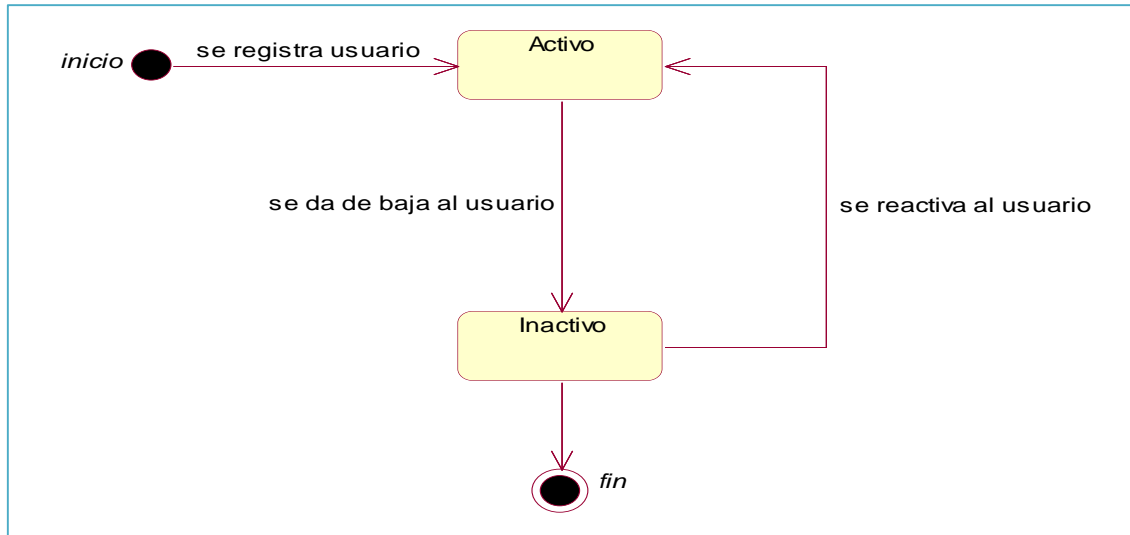 inicio
se registra usuario
Activo
se da de baja al usuario
se reactiva al usuario
Inactivo
fin